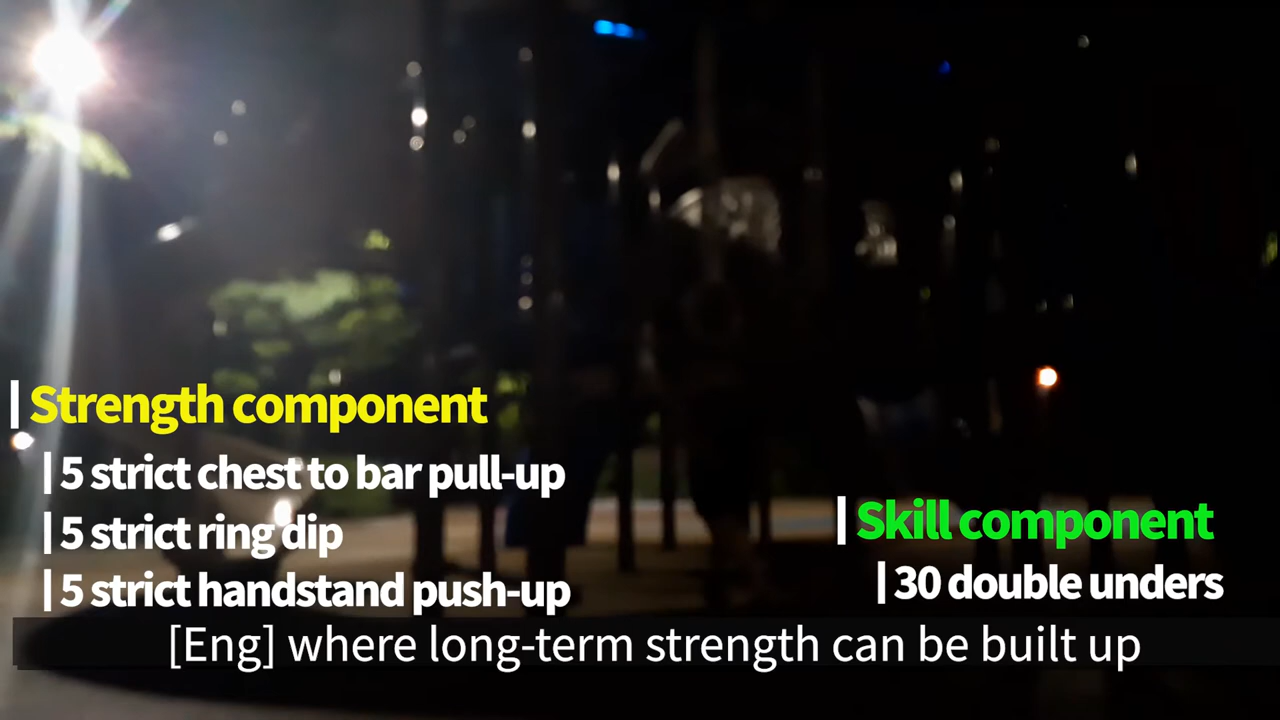 | Strength component
| 5 strict chest to bar pull-up
| 5 strict ring dip
| 5 strict handstand push-up
| Skill component
| 30 double unders
[Eng] where long-term strength can be built up